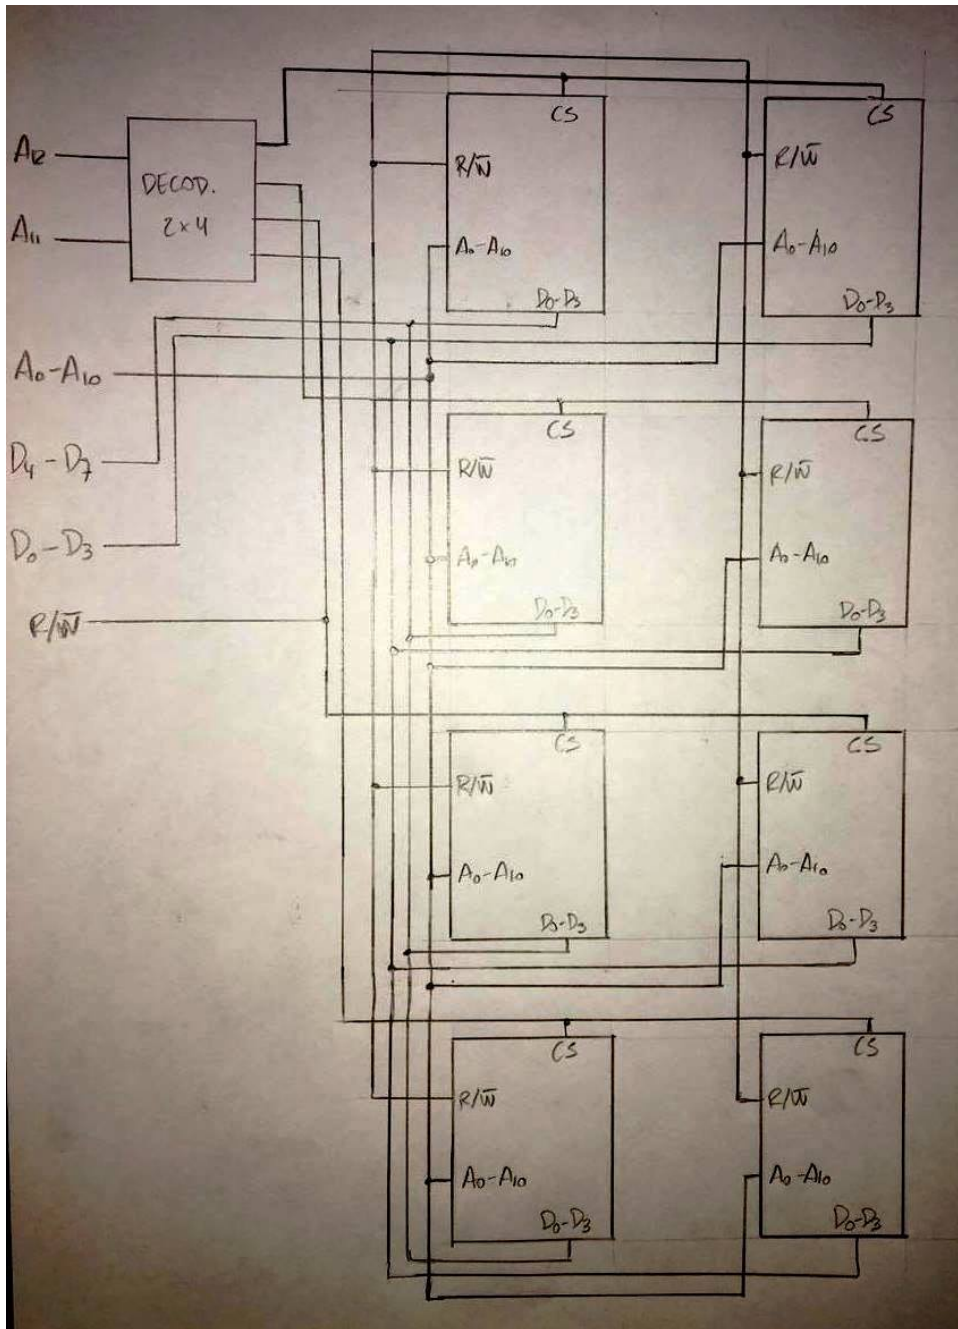 A12
A11
DECOD.
2x4
A0-A10
D4-D7
D0-D3
R/W̅
CS
R/W̅
A0-A10
D0-D3
CS
R/W̅
A0-A10
D0-D3
CS
R/W̅
A0-A10
D0-D3
CS
R/W̅
A0-A10
D0-D3
CS
R/W̅
A0-A10
D0-D3
CS
R/W̅
A0-A10
D0-D3
CS
R/W̅
A0-A10
D0-D3
CS
R/W̅
A0-A10
D0-D3